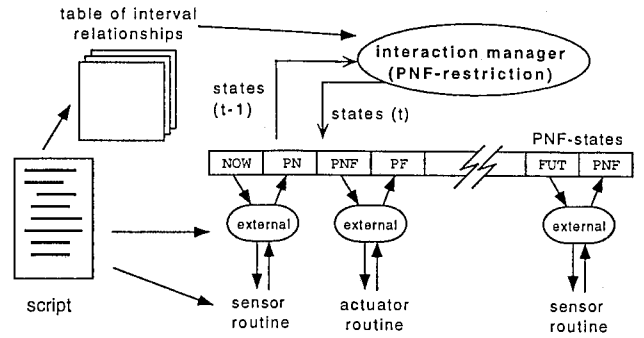 table of interval
relationships
interaction manager
(PNF-restriction)
states
(t-1)
states (t)
PNF-states
NOW PN PNF PF FUT PNF
external external external
script
sensor
routine
actuator
routine
sensor
routine